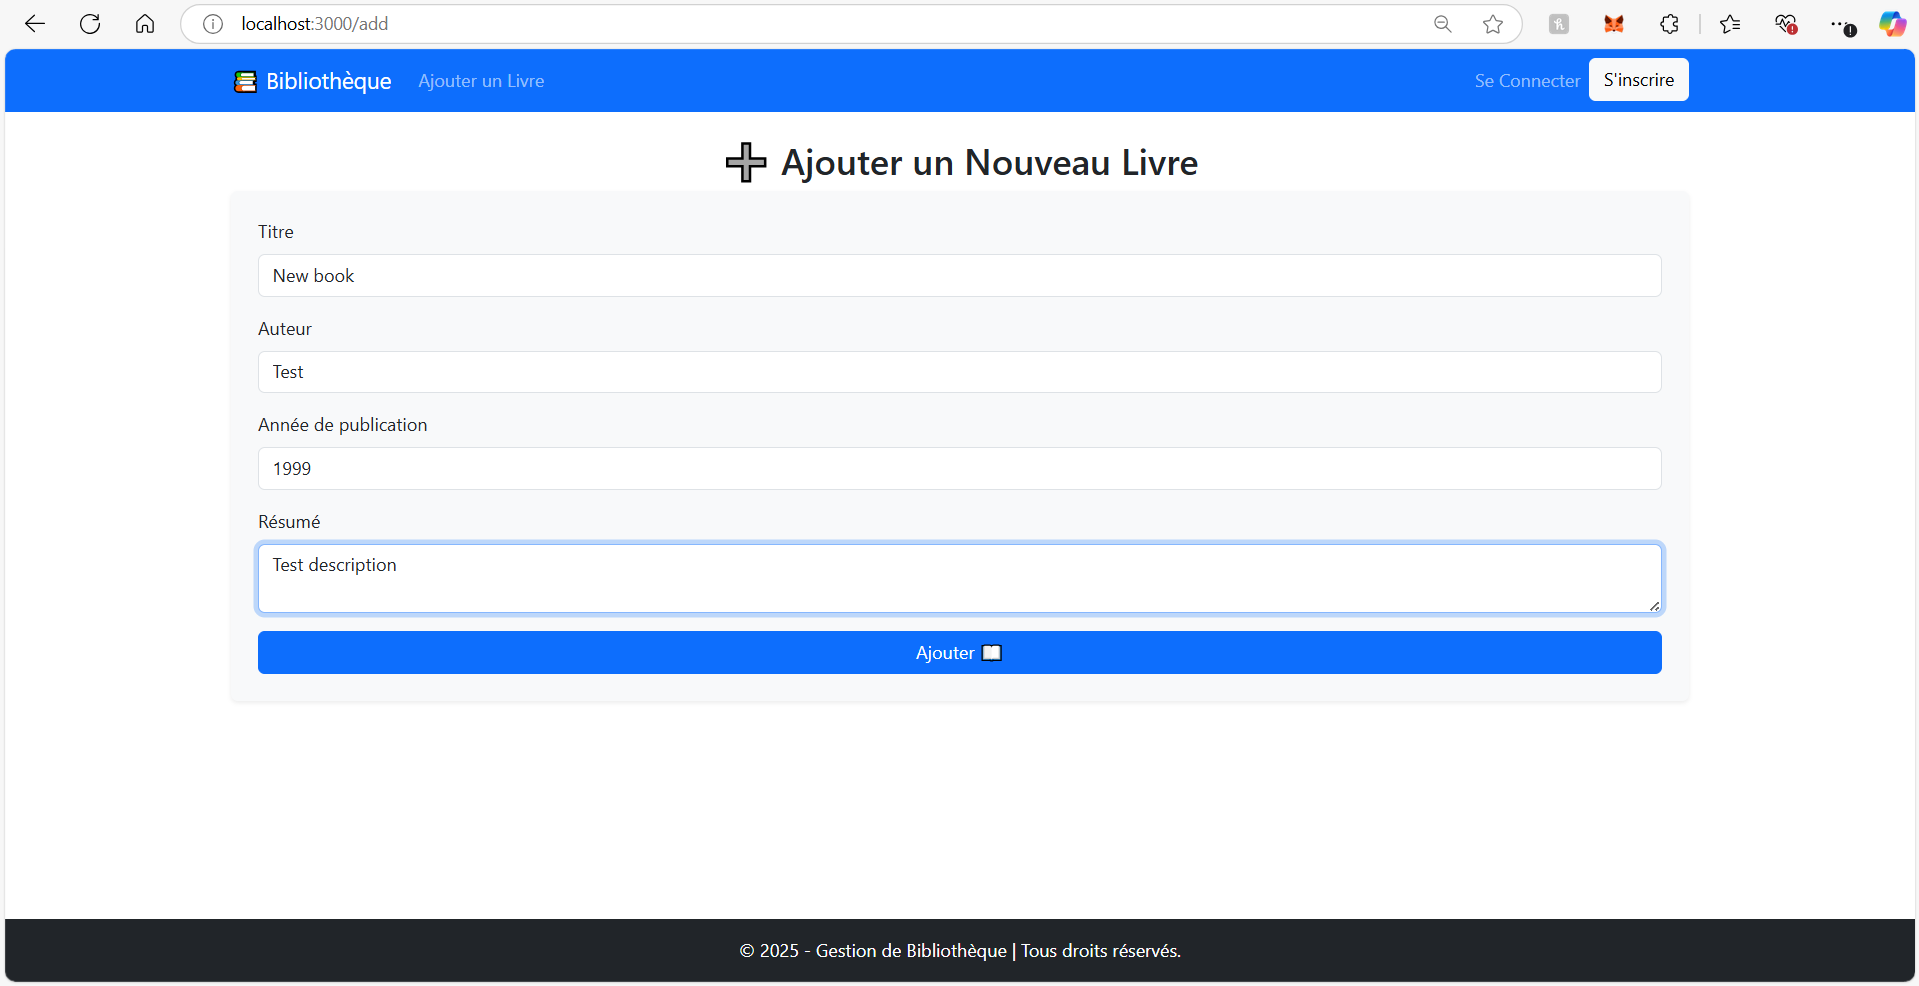 localhost:3000/add
Bibliothèque Ajouter un Livre Se Connecter S'inscrire
Ajouter un Nouveau Livre
Titre
New book
Auteur
Test
Année de publication
1999
Résumé
Test description
Ajouter
© 2025 - Gestion de Bibliothèque | Tous droits réservés.